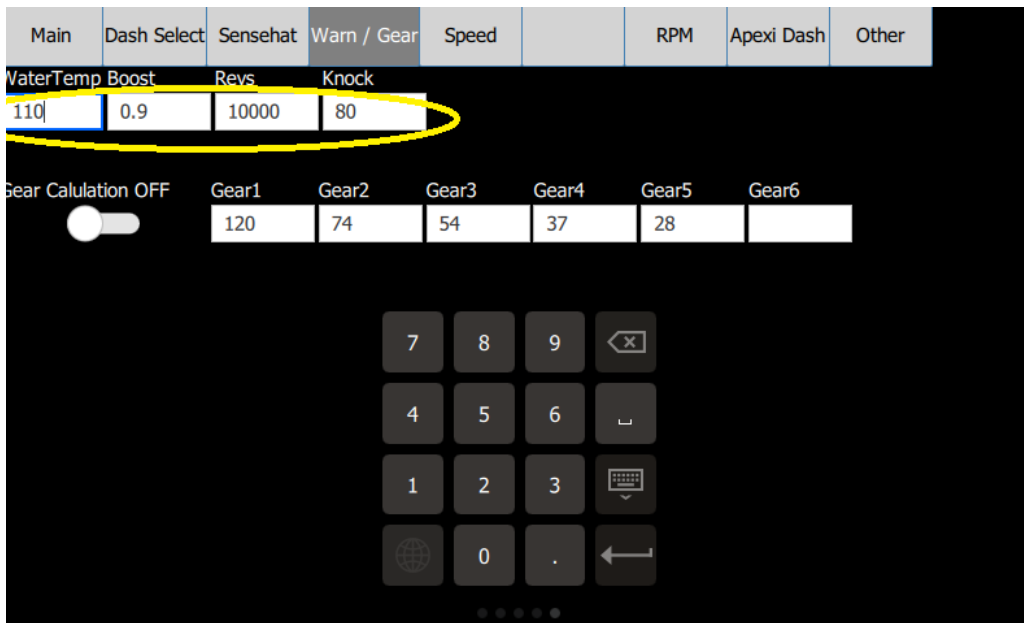 Main Dash Select Sensehat Warn / Gear Speed RPM Apexi Dash Other
WaterTemp Boost Revs Knock
110 0.9 10000 80
Gear Calulation OFF Gear1 Gear2 Gear3 Gear4 Gear5 Gear6
120 74 54 37 28
7 8 9
4 5 6
1 2 3
0 .